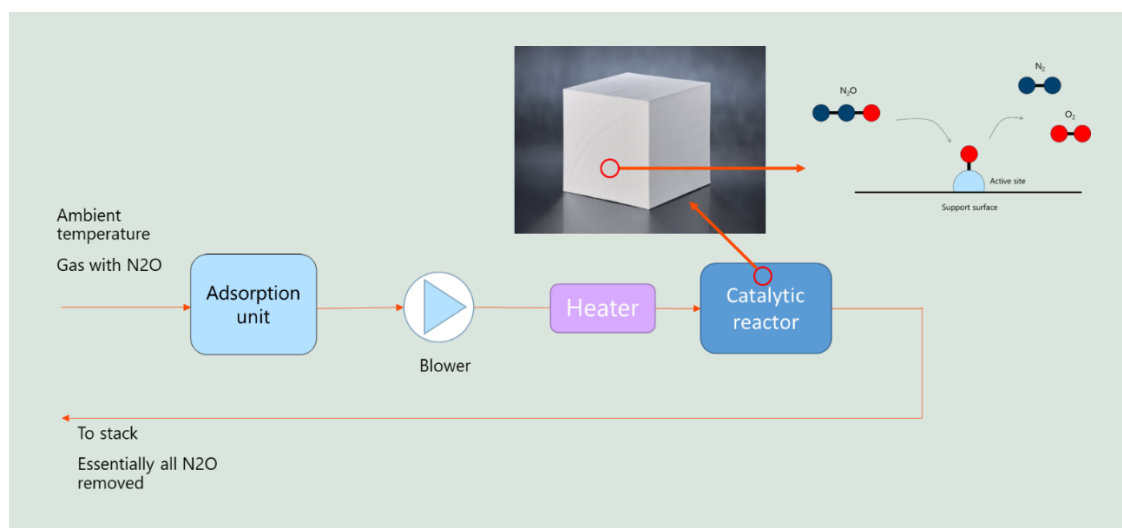 Ambient
temperature
Gas with N2O
Adsorption
unit
Blower
Heater
Catalytic
reactor
N₂O
N₂
O₂
Active site
Support surface
To stack
Essentially all N2O
removed